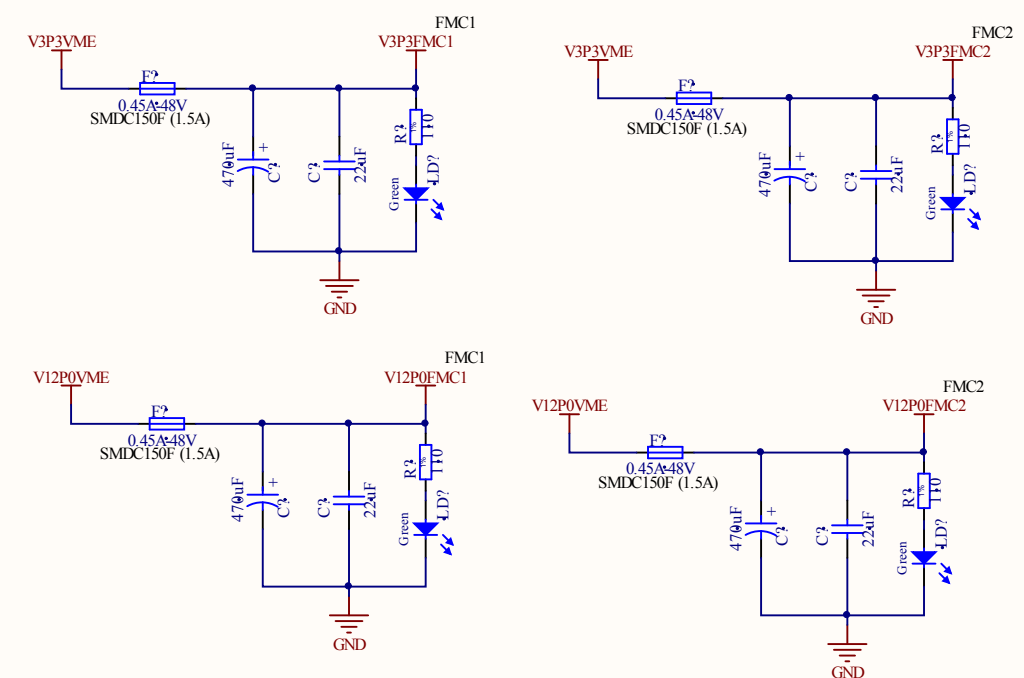 FMC1
V3P3VME
V3P3FMC1
F?
0.45A-48V
SMDC150F (1.5A)
470uF
+
C?
C?
22uF
R?
1%
110
Green
LD?
GND
FMC2
V3P3VME
V3P3FMC2
F?
0.45A-48V
SMDC150F (1.5A)
470uF
+
C?
C?
22uF
R?
1%
110
Green
LD?
GND
FMC1
V12P0VME
V12P0FMC1
F?
0.45A-48V
SMDC150F (1.5A)
470uF
+
C?
C?
22uF
R?
1%
110
Green
LD?
GND
FMC2
V12P0VME
V12P0FMC2
F?
0.45A-48V
SMDC150F (1.5A)
470uF
+
C?
C?
22uF
R?
1%
110
Green
LD?
GND